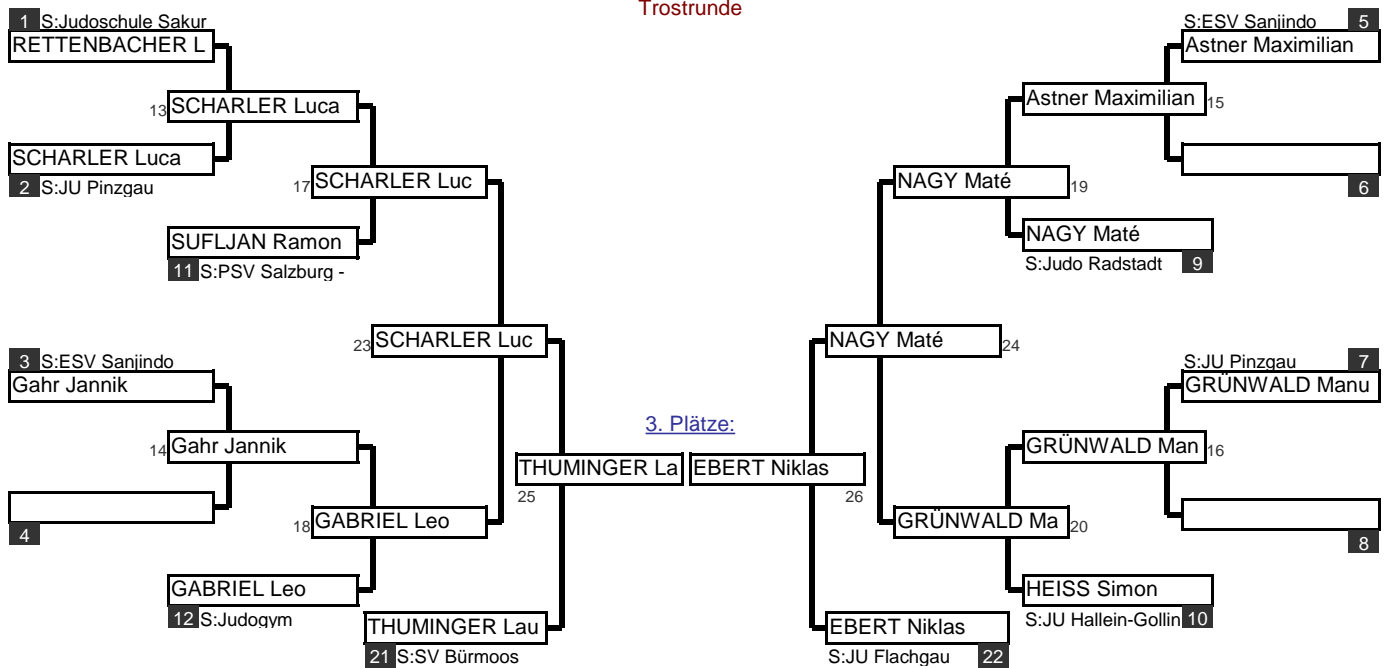 Trostrunde
1 S:Judoschule Sakur
RETTENBACHER L
13 SCHARLER Luca
SCHARLER Luca
2 S:JU Pinzgau
17 SCHARLER Luc
SUFLJAN Ramon
11 S:PSV Salzburg -
23 SCHARLER Luc
3 S:ESV Sanjindo
Gahr Jannik
14 Gahr Jannik
4
18 GABRIEL Leo
GABRIEL Leo
12 S:Judogym
THUMINGER Lau
21 S:SV Bürmoos
3. Plätze:
THUMINGER La
25
EBERT Niklas
26
S:ESV Sanjindo 5
Astner Maximilian
Astner Maximilian 15
6
NAGY Maté 19
NAGY Maté
S:Judo Radstadt 9
NAGY Maté 24
S:JU Pinzgau 7
GRÜNWALD Manu
GRÜNWALD Man 16
8
GRÜNWALD Ma 20
HEISS Simon
S:JU Hallein-Gollin 10
EBERT Niklas
S:JU Flachgau 22